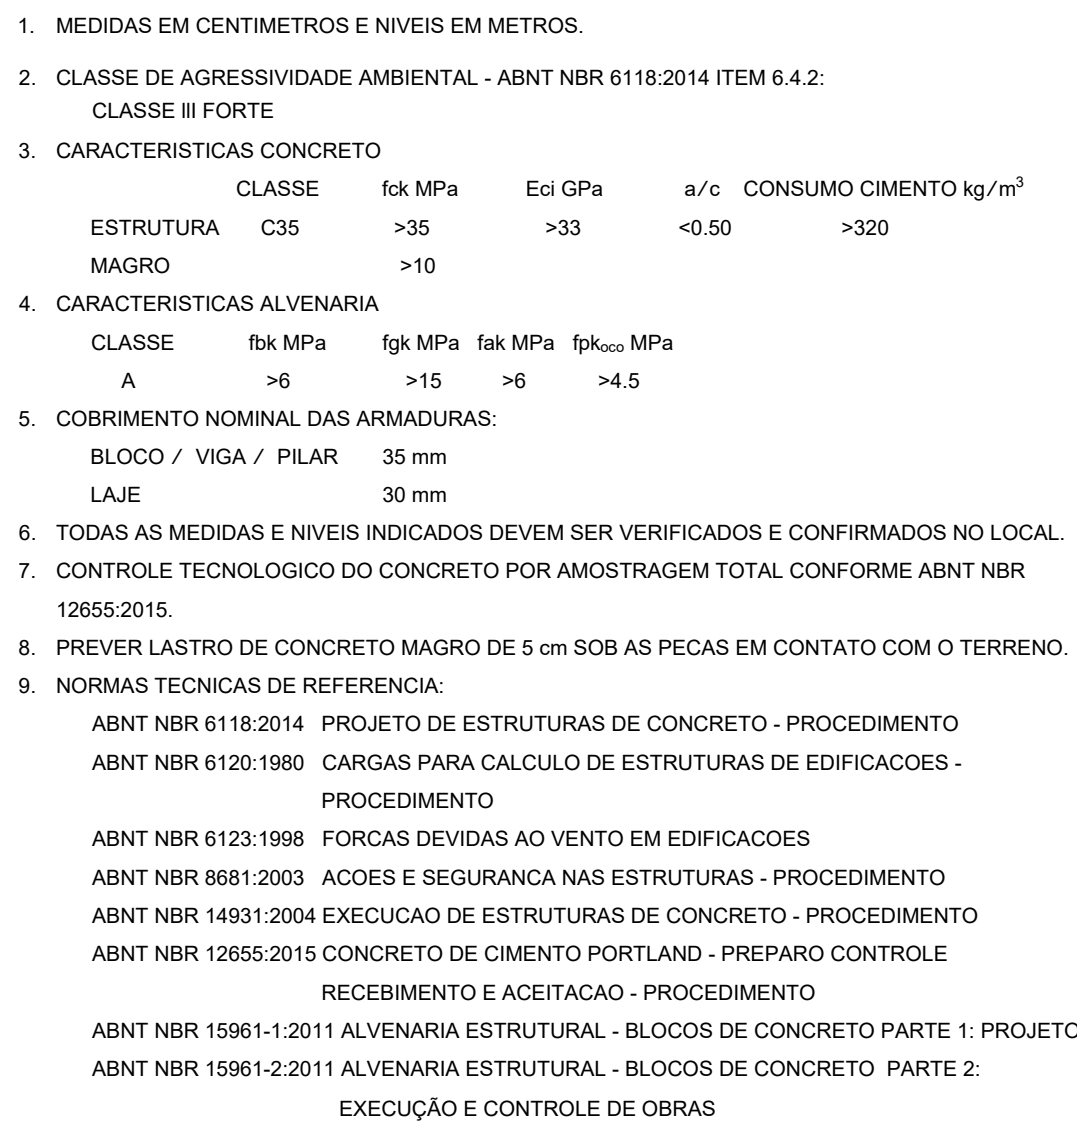 1. MEDIDAS EM CENTIMETROS E NIVEIS EM METROS.
2. CLASSE DE AGRESSIVIDADE AMBIENTAL - ABNT NBR 6118:2014 ITEM 6.4.2:
CLASSE III FORTE
3. CARACTERISTICAS CONCRETO
CLASSE fck MPa Eci GPa a/c CONSUMO CIMENTO kg/m³
ESTRUTURA C35 >35 >33 <0.50 >320
MAGRO >10
4. CARACTERISTICAS ALVENARIA
CLASSE fbk MPa fgk MPa fak MPa fpkoco MPa
A >6 >15 >6 >4.5
5. COBRIMENTO NOMINAL DAS ARMADURAS:
BLOCO / VIGA / PILAR 35 mm
LAJE 30 mm
6. TODAS AS MEDIDAS E NIVEIS INDICADOS DEVEM SER VERIFICADOS E CONFIRMADOS NO LOCAL.
7. CONTROLE TECNOLOGICO DO CONCRETO POR AMOSTRAGEM TOTAL CONFORME ABNT NBR
12655:2015.
8. PREVER LASTRO DE CONCRETO MAGRO DE 5 cm SOB AS PECAS EM CONTATO COM O TERRENO.
9. NORMAS TECNICAS DE REFERENCIA:
ABNT NBR 6118:2014 PROJETO DE ESTRUTURAS DE CONCRETO - PROCEDIMENTO
ABNT NBR 6120:1980 CARGAS PARA CALCULO DE ESTRUTURAS DE EDIFICACOES -
PROCEDIMENTO
ABNT NBR 6123:1998 FORCAS DEVIDAS AO VENTO EM EDIFICACOES
ABNT NBR 8681:2003 ACOES E SEGURANCA NAS ESTRUTURAS - PROCEDIMENTO
ABNT NBR 14931:2004 EXECUCAO DE ESTRUTURAS DE CONCRETO - PROCEDIMENTO
ABNT NBR 12655:2015 CONCRETO DE CIMENTO PORTLAND - PREPARO CONTROLE
RECEBIMENTO E ACEITACAO - PROCEDIMENTO
ABNT NBR 15961-1:2011 ALVENARIA ESTRUTURAL - BLOCOS DE CONCRETO PARTE 1: PROJETO
ABNT NBR 15961-2:2011 ALVENARIA ESTRUTURAL - BLOCOS DE CONCRETO PARTE 2:
EXECUÇÃO E CONTROLE DE OBRAS